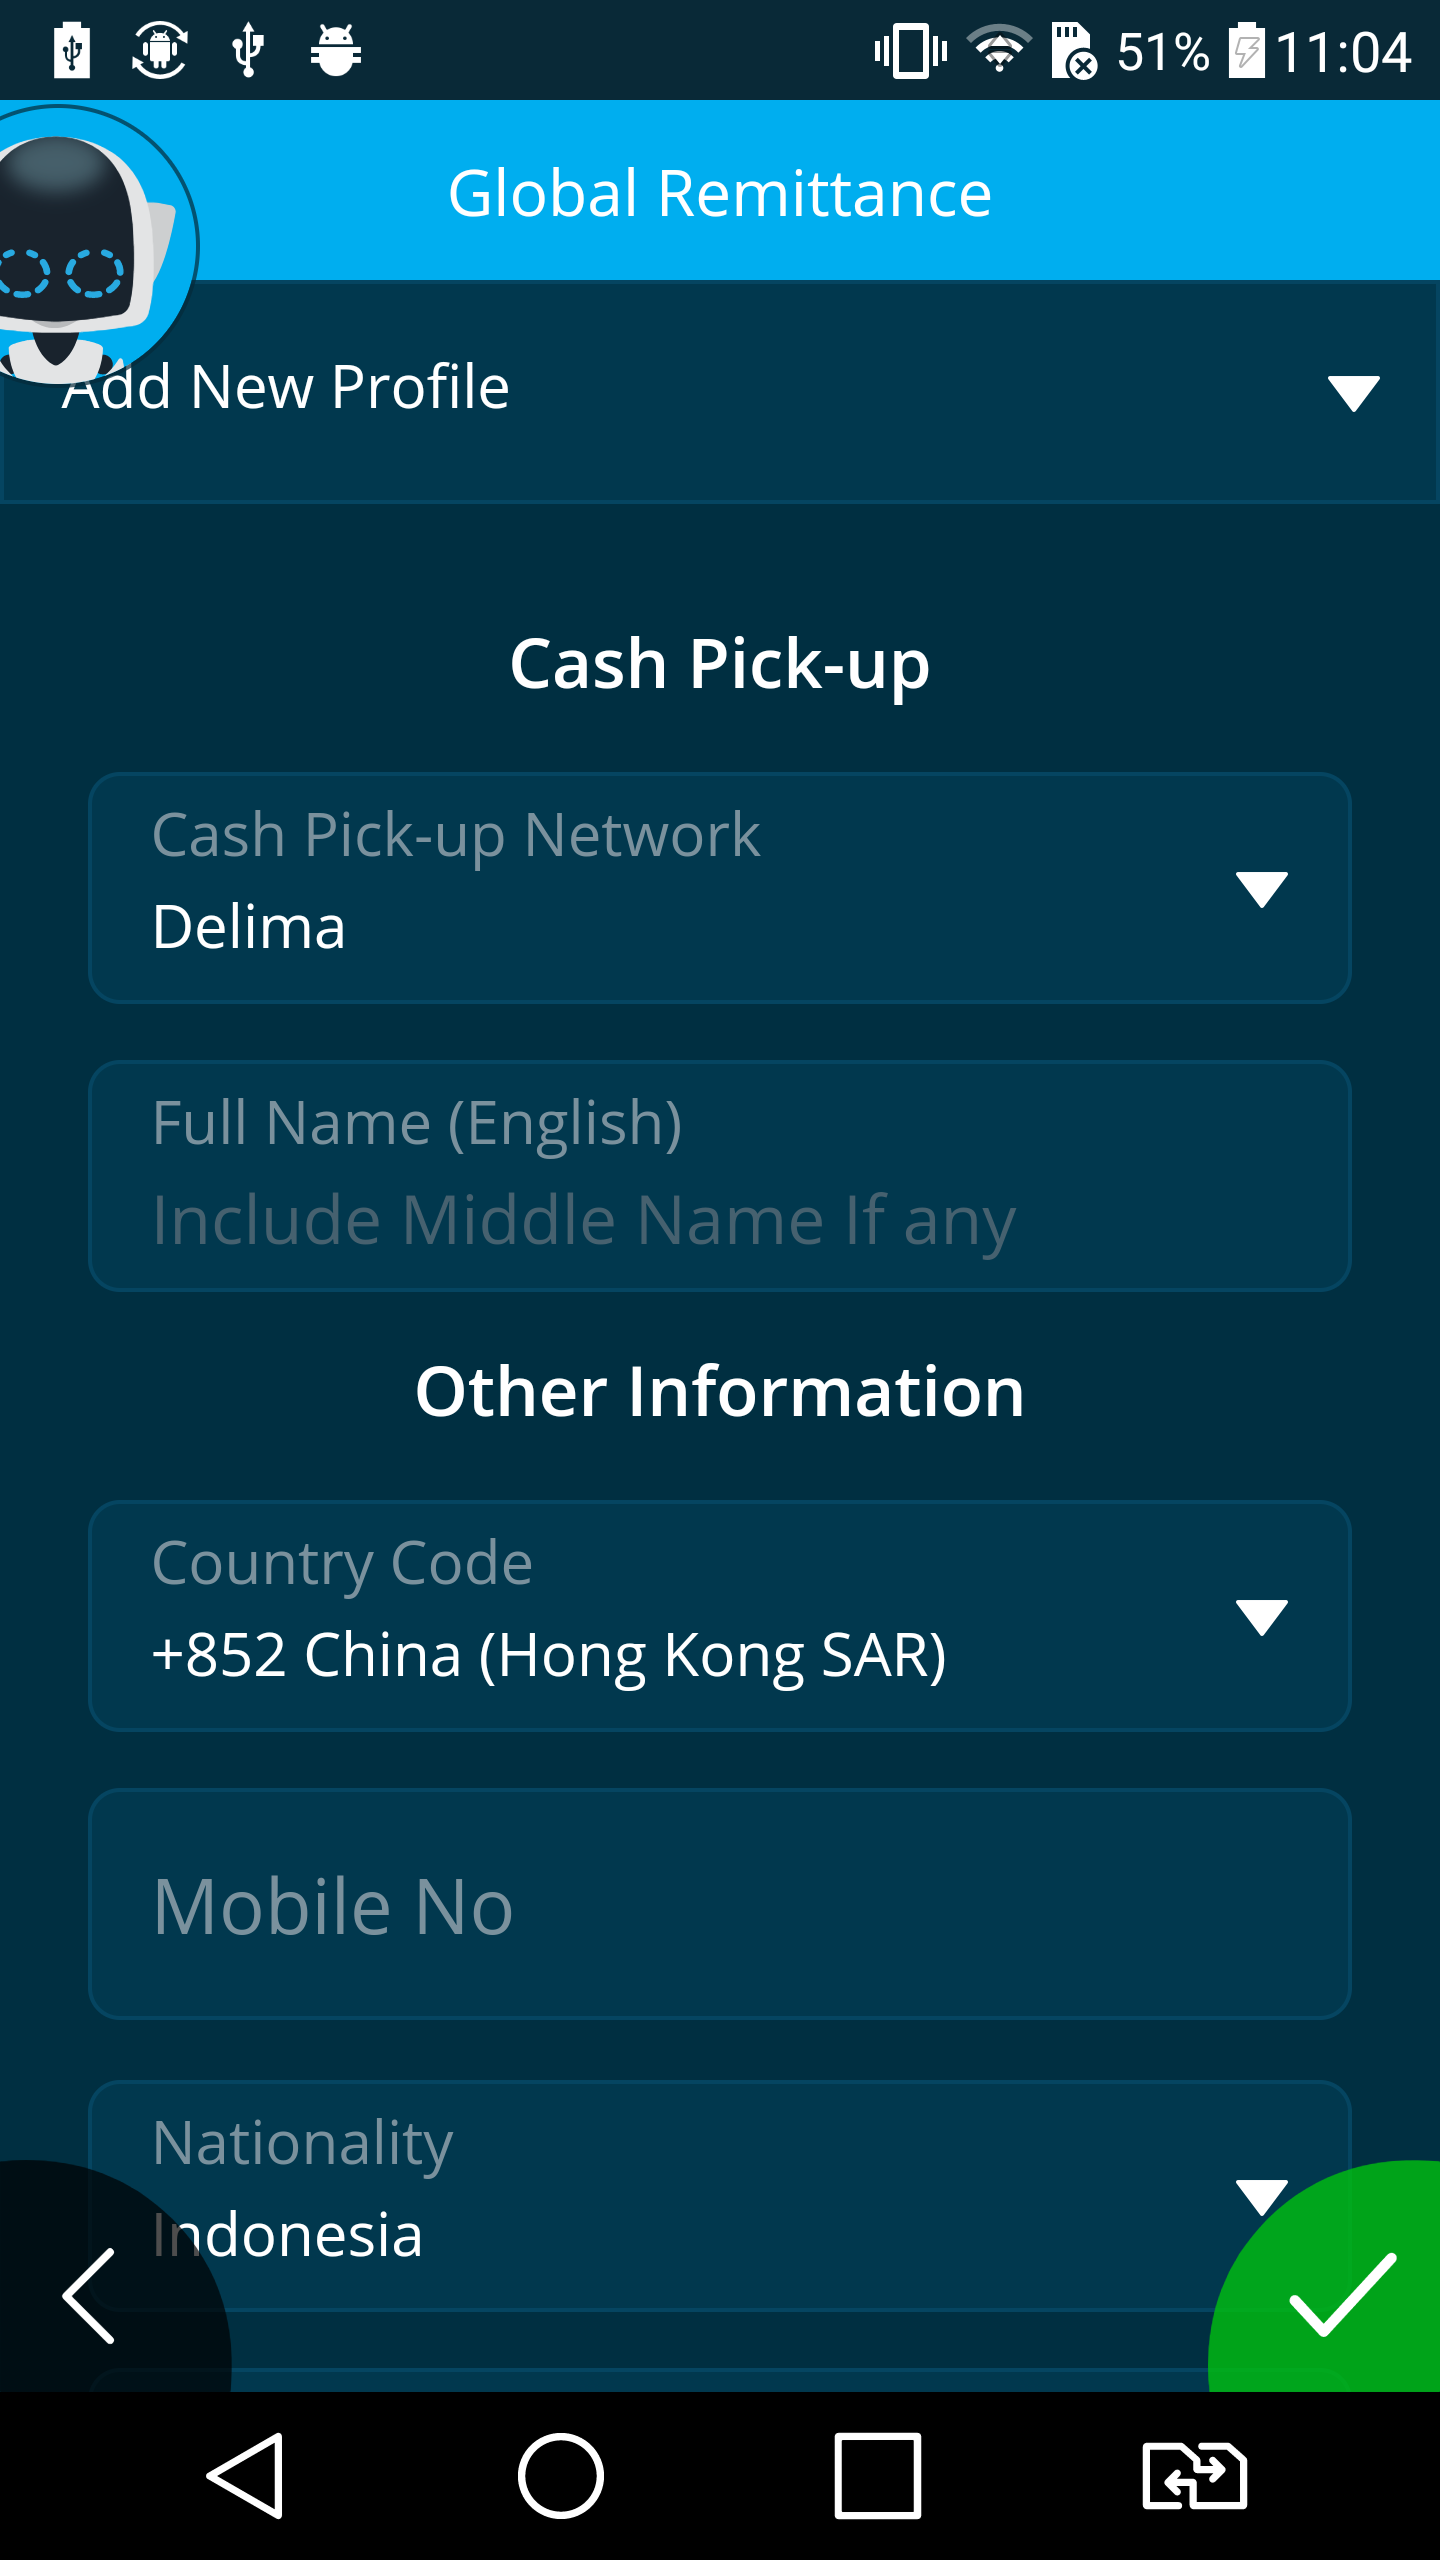 51% 11:04
Global Remittance
Add New Profile
Cash Pick-up
Cash Pick-up Network
Delima
Full Name (English)
Include Middle Name If any
Other Information
Country Code
+852 China (Hong Kong SAR)
Mobile No
Nationality
Indonesia